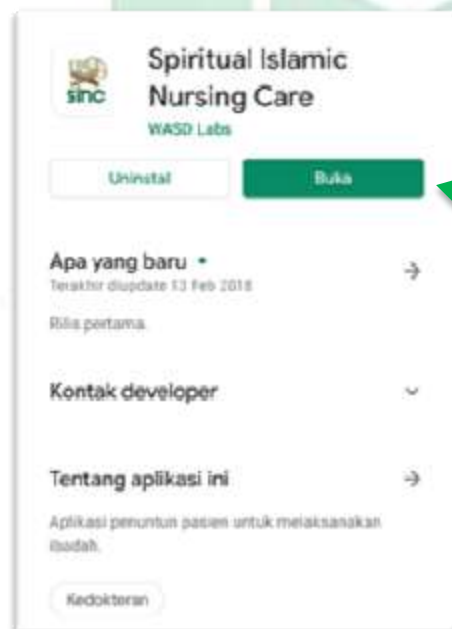 sinc
Spiritual Islamic
Nursing Care
WASD Labs
Uninstal
Buka
Apa yang baru •
Terakhir diupdate 13 Feb 2018
Rilis pertama.
Kontak developer
Tentang aplikasi ini
Aplikasi penuntun pasien untuk melaksanakan
ibadah.
Kedokteran